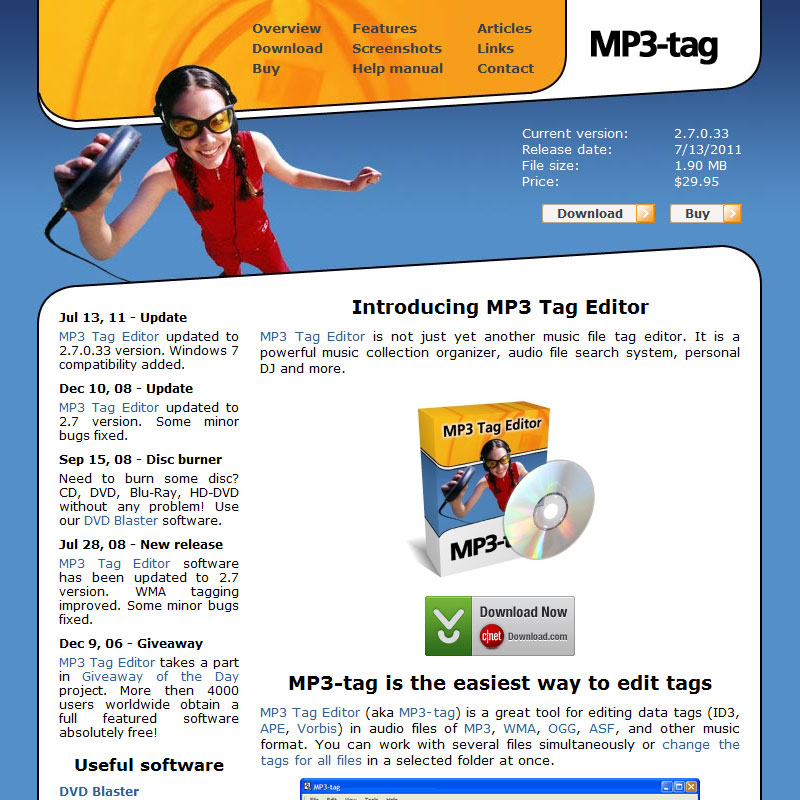 Overview Features Articles
Download Screenshots Links
Buy Help manual Contact
MP3-tag
Current version: 2.7.0.33
Release date: 7/13/2011
File size: 1.90 MB
Price: $29.95
Download Buy
Jul 13, 11 - Update
MP3 Tag Editor updated to
2.7.0.33 version. Windows 7
compatibility added.
Dec 10, 08 - Update
MP3 Tag Editor updated to
2.7 version. Some minor
bugs fixed.
Sep 15, 08 - Disc burner
Need to burn some disc?
CD, DVD, Blu-Ray, HD-DVD
without any problem! Use
our DVD Blaster software.
Jul 28, 08 - New release
MP3 Tag Editor software
has been updated to 2.7
version. WMA tagging
improved. Some minor bugs
fixed.
Dec 9, 06 - Giveaway
MP3 Tag Editor takes a part
in Giveaway of the Day
project. More then 4000
users worldwide obtain a
full featured software
absolutely free!
Useful software
DVD Blaster
Introducing MP3 Tag Editor
MP3 Tag Editor is not just yet another music file tag editor. It is a
powerful music collection organizer, audio file search system, personal
DJ and more.
MP3 Tag Editor
MP3-t
Download Now
c|net Download.com
MP3-tag is the easiest way to edit tags
MP3 Tag Editor (aka MP3-tag) is a great tool for editing data tags (ID3,
APE, Vorbis) in audio files of MP3, WMA, OGG, ASF, and other music
format. You can work with several files simultaneously or change the
tags for all files in a selected folder at once.
MP3-tag
File Edit View Tools Help